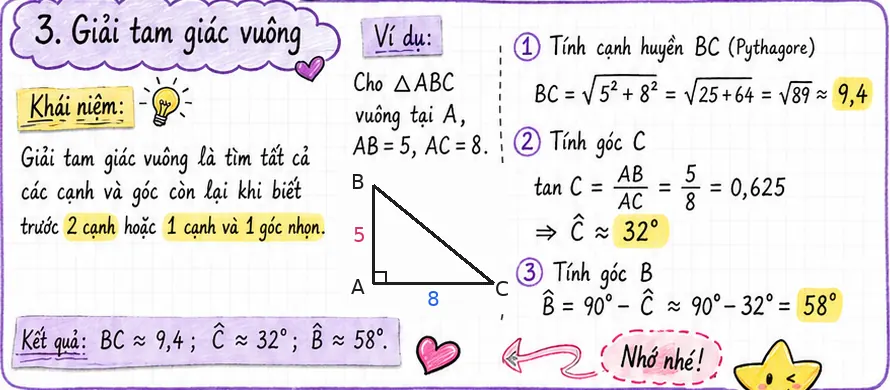 3. Giải tam giác vuông
Khái niệm:
Giải tam giác vuông là tìm tất cả
các cạnh và góc còn lại khi biết
trước 2 cạnh hoặc 1 cạnh và 1 góc nhọn.
Ví dụ:
Cho △ABC
vuông tại A,
AB = 5, AC = 8.
B
5
A
8
C
① Tính cạnh huyền BC (Pythagore)
BC = √(5² + 8²) = √(25 + 64) = √89 ≈ 9,4
② Tính góc C
tan C = AB/AC = 5/8 = 0,625
⇒ Ĉ ≈ 32°
③ Tính góc B
B̂ = 90° − Ĉ ≈ 90° − 32° = 58°
Kết quả: BC ≈ 9,4 ; Ĉ ≈ 32° ; B̂ ≈ 58°.
Nhớ nhé!